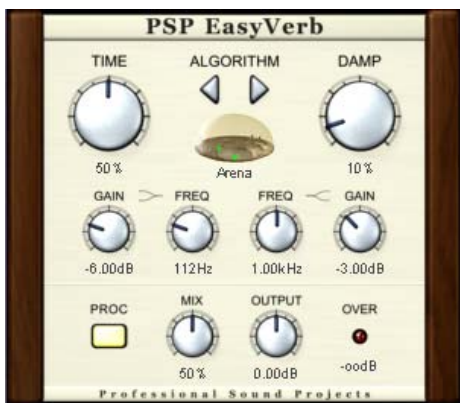 PSP EasyVerb
TIME ALGORITHM DAMP
50% Arena 10%
GAIN FREQ FREQ GAIN
-6.00dB 112Hz 1.00kHz -3.00dB
PROC MIX OUTPUT OVER
50% 0.00dB -oodB
Professional Sound Projects